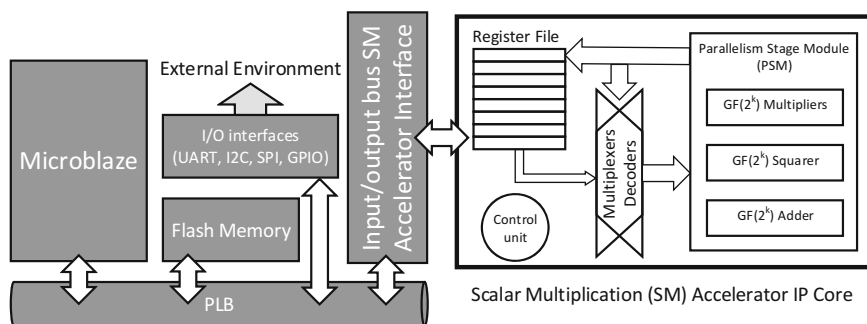 Microblaze
External Environment
I/O interfaces
(UART, I2C, SPI, GPIO)
Flash Memory
PLB
Input/output bus SM
Accelerator Interface
Register File
Control
unit
Multiplexers
Decoders
Parallelism Stage Module
(PSM)
GF(2^k) Multipliers
GF(2^k) Squarer
GF(2^k) Adder
Scalar Multiplication (SM) Accelerator IP Core